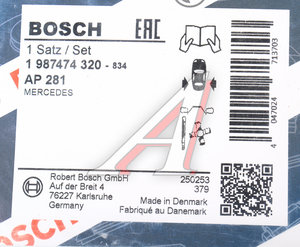 BOSCH
EAC
1 Satz / Set
1 987474 320 - 834
AP 281
MERCEDES
713703
4 047024
Robert Bosch GmbH
Auf der Breit 4
76227 Karlsruhe
Germany
250253
379
Made in Denmark
Fabriqué au Danemark
BOSCH